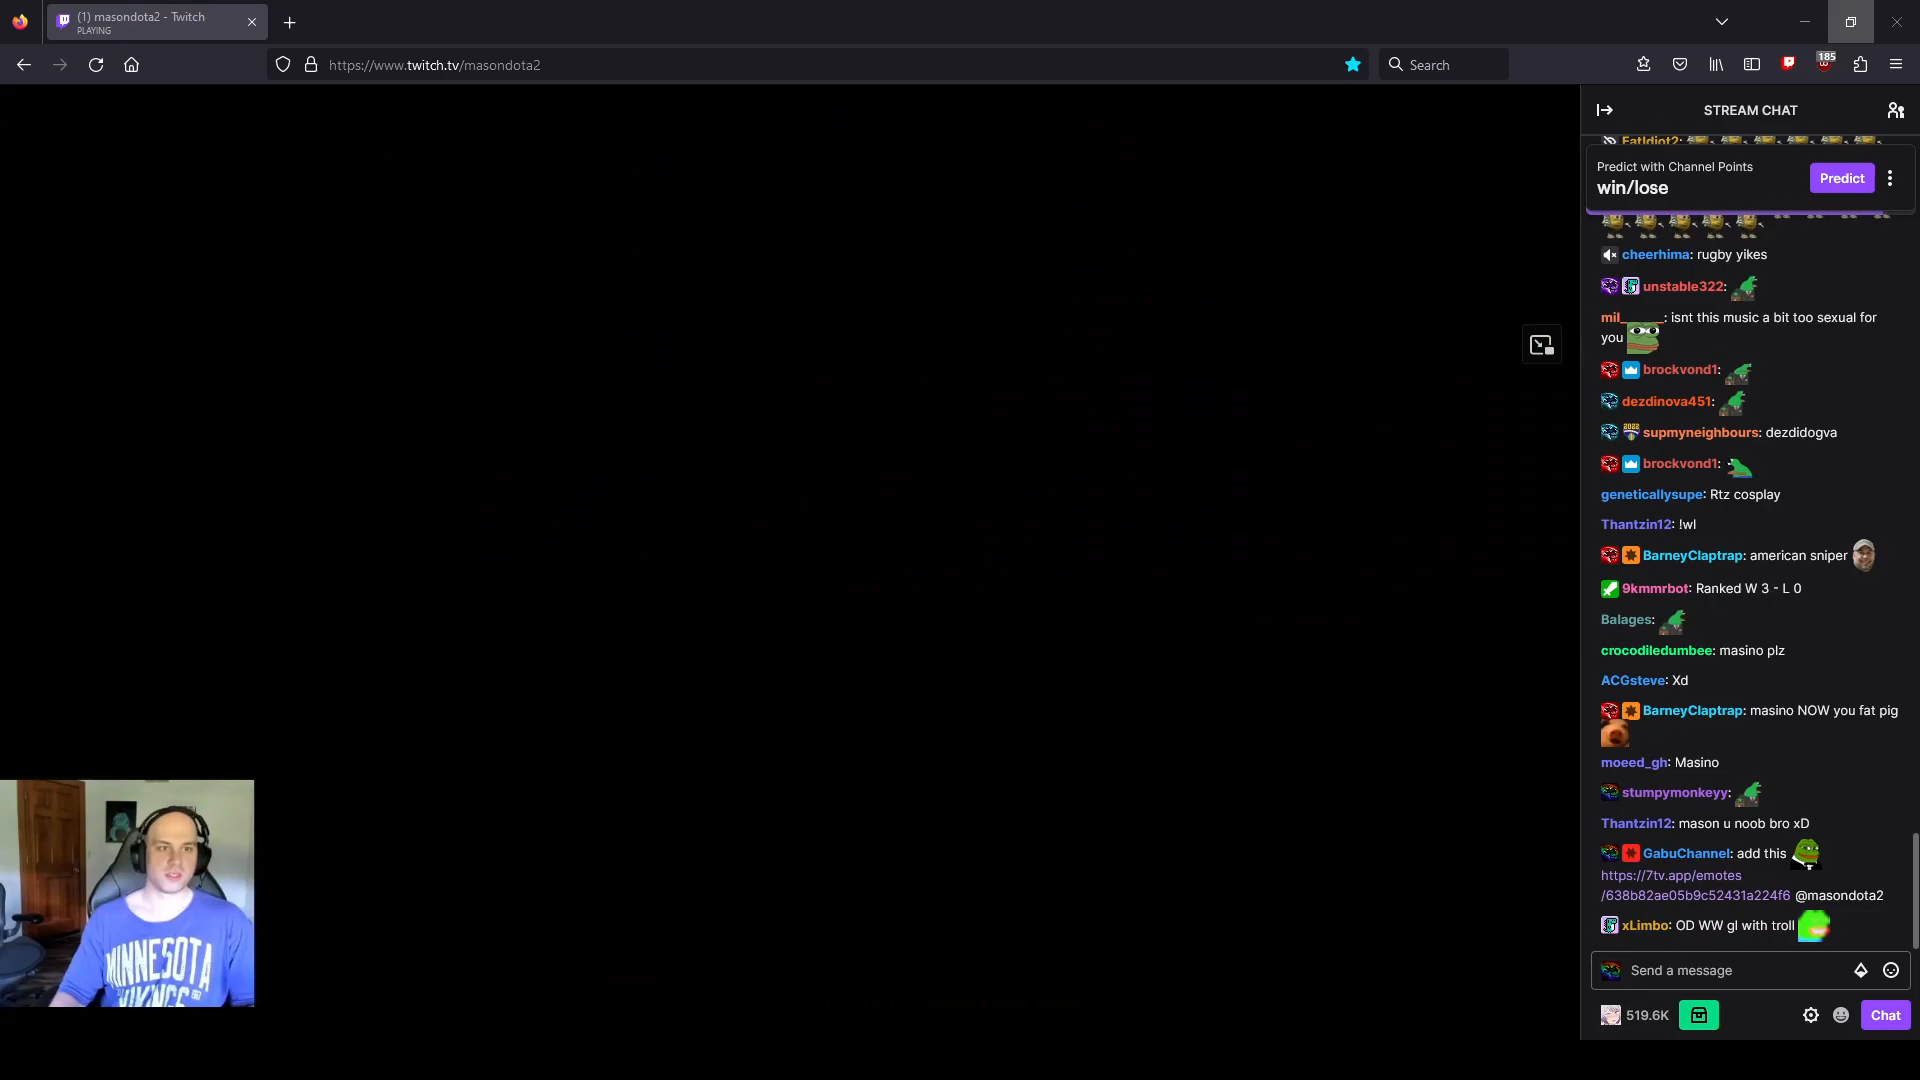 (1) masondota2 - Twitch
PLAYING
https://www.twitch.tv/masondota2
Search
185
STREAM CHAT
EatIdiot2:
Predict with Channel Points
win/lose
Predict
cheerhima: rugby yikes
unstable322:
mil______: isnt this music a bit too sexual for
you
brockvond1:
dezdinova451:
supmyneighbours: dezdidogva
brockvond1:
geneticallysupe: Rtz cosplay
Thantzin12: !wl
BarneyClaptrap: american sniper
9kmmrbot: Ranked W 3 - L 0
Balages:
crocodiledumbee: masino plz
ACGsteve: Xd
BarneyClaptrap: masino NOW you fat pig
moeed_gh: Masino
stumpymonkeyy:
Thantzin12: mason u noob bro xD
GabuChannel: add this
https://7tv.app/emotes
/638b82ae05b9c52431a224f6 @masondota2
xLimbo: OD WW gl with troll
Send a message
519.6K
Chat
MINNESOTA
VIKINGS